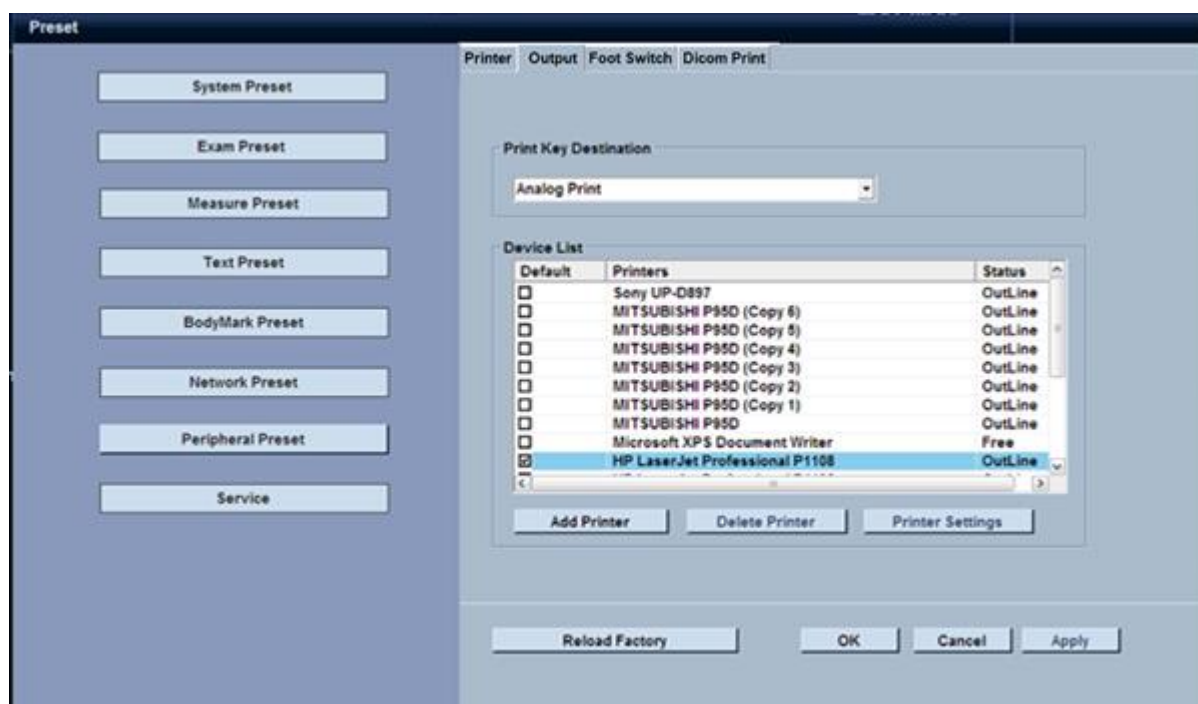 Preset
Printer Output Foot Switch Dicom Print
System Preset
Exam Preset
Measure Preset
Text Preset
BodyMark Preset
Network Preset
Peripheral Preset
Service
Print Key Destination
Analog Print
Device List
Default Printers Status
Sony UP-D897 OutLine
MITSUBISHI P95D (Copy 6) OutLine
MITSUBISHI P95D (Copy 5) OutLine
MITSUBISHI P95D (Copy 4) OutLine
MITSUBISHI P95D (Copy 3) OutLine
MITSUBISHI P95D (Copy 2) OutLine
MITSUBISHI P95D (Copy 1) OutLine
MITSUBISHI P95D OutLine
Microsoft XPS Document Writer Free
HP LaserJet Professional P1108 OutLine
Add Printer Delete Printer Printer Settings
Reload Factory OK Cancel Apply